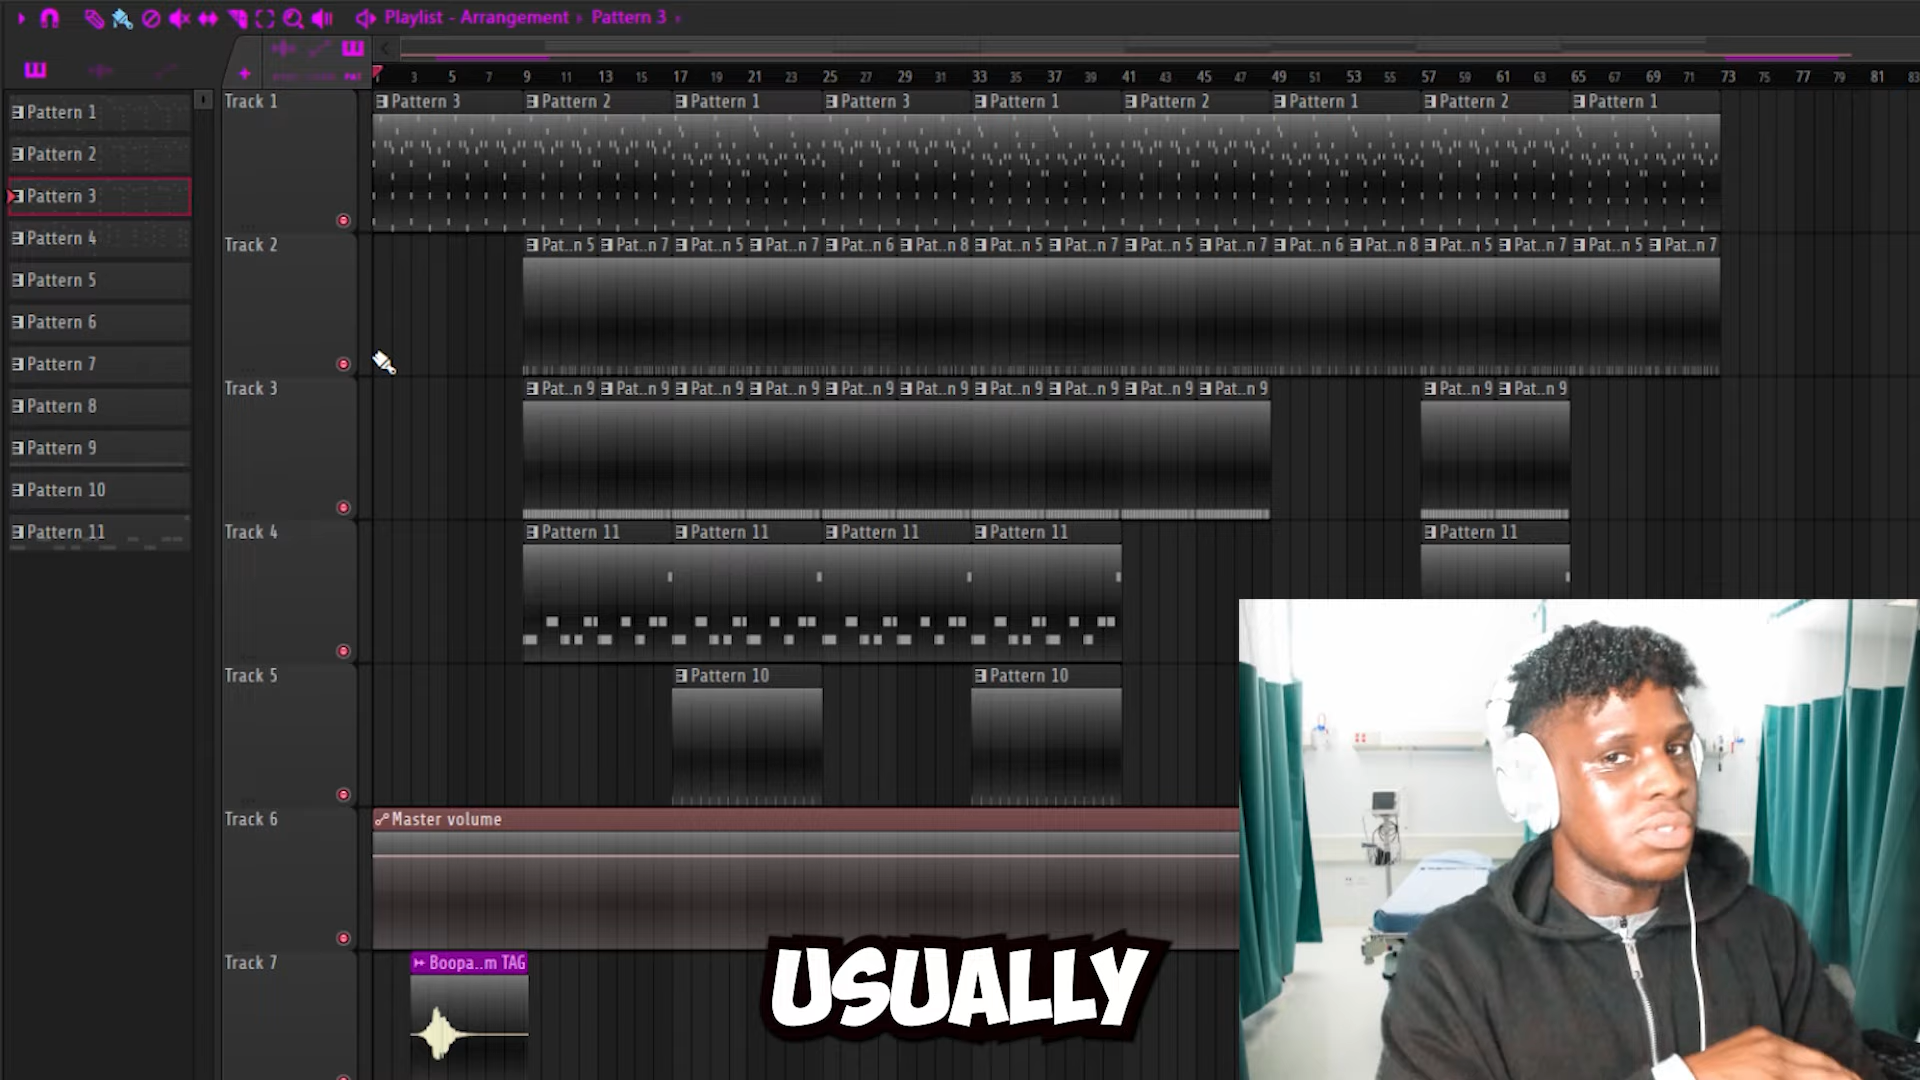 Playlist - Arrangement › Pattern 3 ›
PAT
1 3 5 7 9 11 13 15 17 19 21 23 25 27 29 31 33 35 37 39 41 43 45 47 49 51 53 55 57 59 61 63 65 67 69 71 73 75 77 79 81 83
Pattern 1
Pattern 2
Pattern 3
Pattern 4
Pattern 5
Pattern 6
Pattern 7
Pattern 8
Pattern 9
Pattern 10
Pattern 11
Track 1
Pattern 3 Pattern 2 Pattern 1 Pattern 3 Pattern 1 Pattern 2 Pattern 1 Pattern 2 Pattern 1
Track 2
Pat..n 5 Pat..n 7 Pat..n 5 Pat..n 7 Pat..n 6 Pat..n 8 Pat..n 5 Pat..n 7 Pat..n 5 Pat..n 7 Pat..n 6 Pat..n 8 Pat..n 5 Pat..n 7 Pat..n 5 Pat..n 7
Track 3
Pat..n 9 Pat..n 9 Pat..n 9 Pat..n 9 Pat..n 9 Pat..n 9 Pat..n 9 Pat..n 9 Pat..n 9 Pat..n 9 Pat..n 9 Pat..n 9
Track 4
Pattern 11 Pattern 11 Pattern 11 Pattern 11 Pattern 11
Track 5
Pattern 10 Pattern 10
Track 6
Master volume
Track 7
Boopa..m TAG
USUALLY